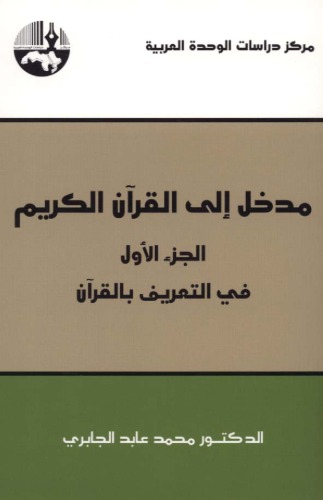 مركز دراسات الوحدة العربية
مدخل إلى القرآن الكريم
الجزء الأول
في التعريف بالقرآن
الدكتور محمد عابد الجابري